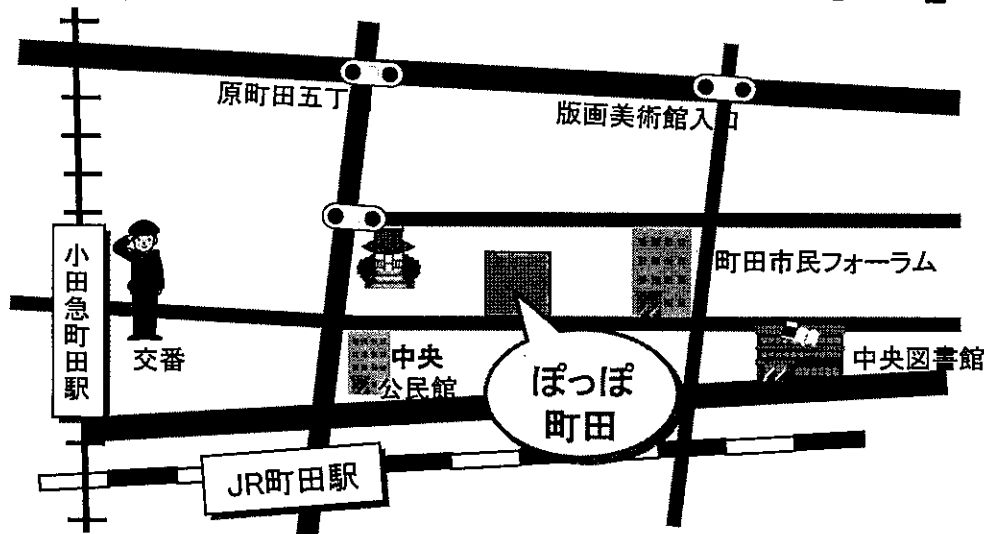 原町田五丁
版画美術館入口
小田急町田駅
交番
町田市民フォーラム
中央
公民館
ぽっぽ
町田
中央図書館
JR町田駅